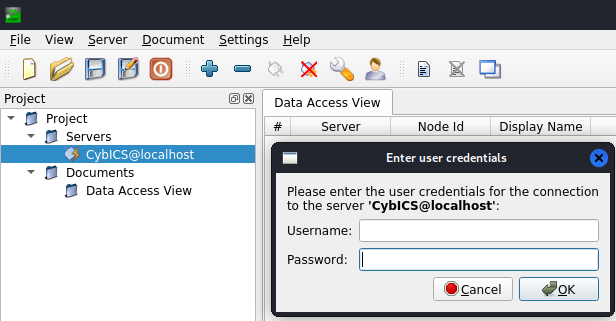 File View Server Document Settings Help
Project
Project
Servers
CybICS@localhost
Documents
Data Access View
Data Access View
# Server Node Id Display Name
Enter user credentials
Please enter the user credentials for the connection
to the server 'CybICS@localhost':
Username:
Password:
Cancel OK